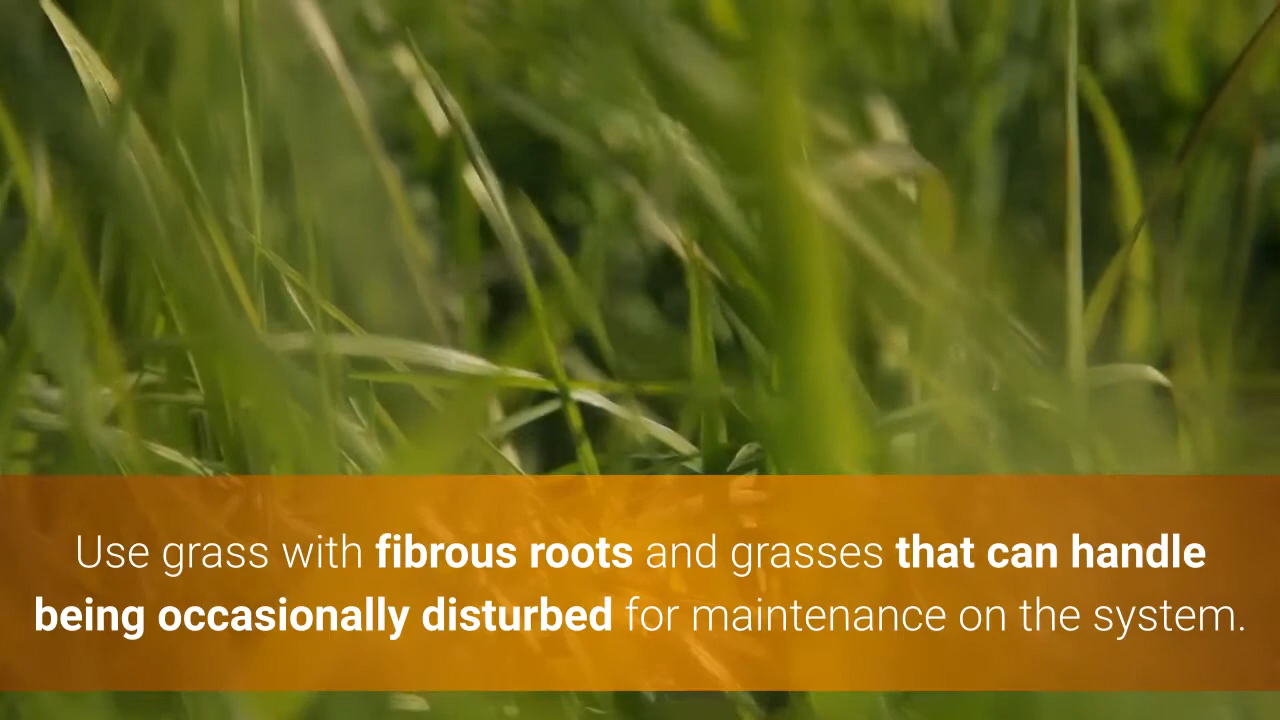 Use grass with fibrous roots and grasses that can handle
being occasionally disturbed for maintenance on the system.